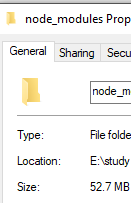 node_modules Prop
General Sharing Secu
node_m
Type: File folde
Location: E:\study
Size: 52.7 MB